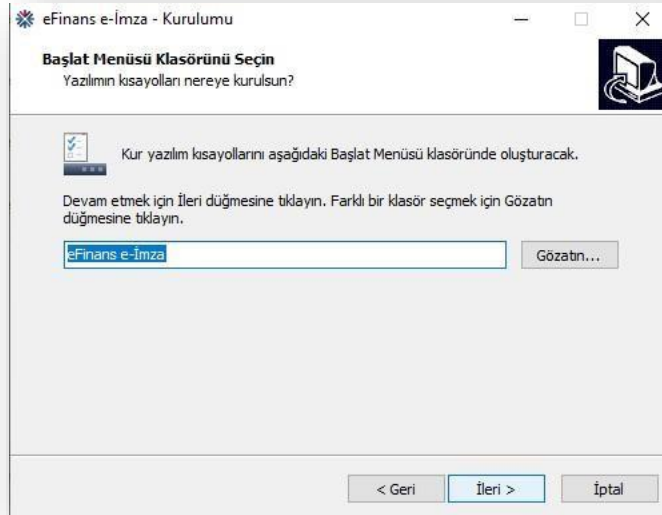 eFinans e-İmza - Kurulumu
Başlat Menüsü Klasörünü Seçin
Yazılımın kısayolları nereye kurulsun?
Kur yazılım kısayollarını aşağıdaki Başlat Menüsü klasöründe oluşturacak.
Devam etmek için İleri düğmesine tıklayın. Farklı bir klasör seçmek için Gözatın
düğmesine tıklayın.
eFinans e-İmza
Gözatın...
< Geri
İleri >
İptal